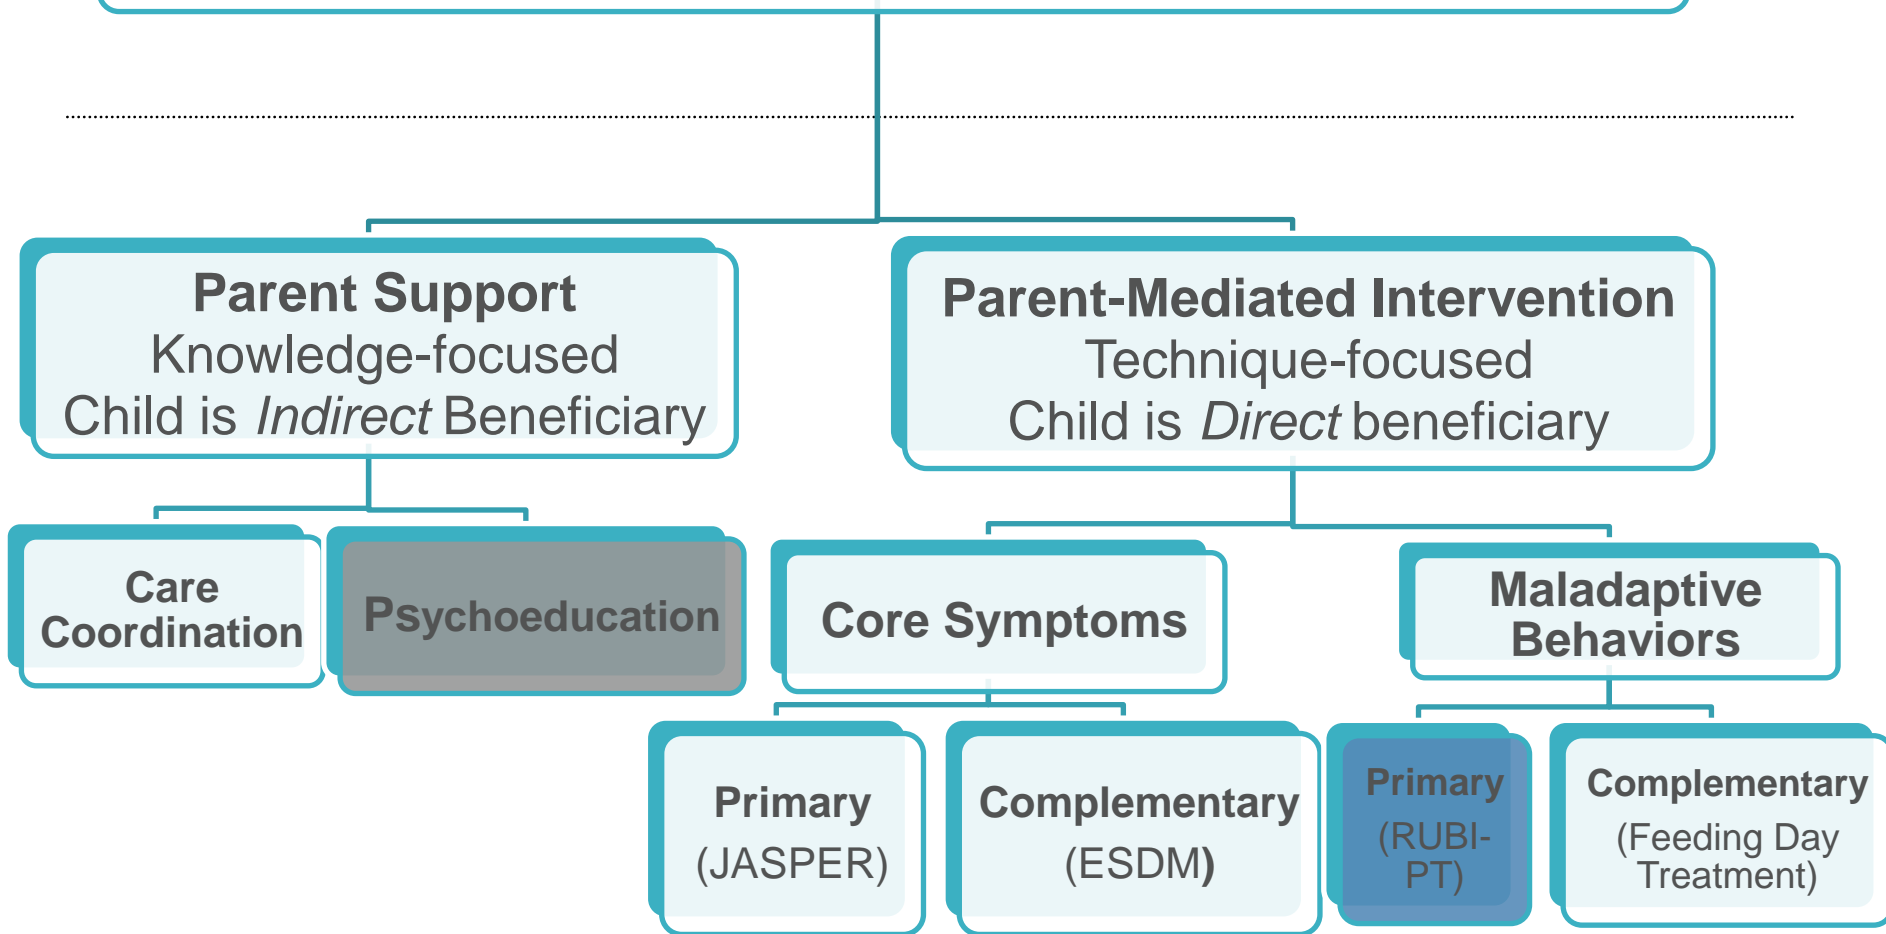 Parent Support
Knowledge-focused
Child is Indirect Beneficiary
Parent-Mediated Intervention
Technique-focused
Child is Direct beneficiary
Care
Coordination
Psychoeducation
Core Symptoms
Maladaptive
Behaviors
Primary
(JASPER)
Complementary
(ESDM)
Primary
(RUBI-
PT)
Complementary
(Feeding Day
Treatment)